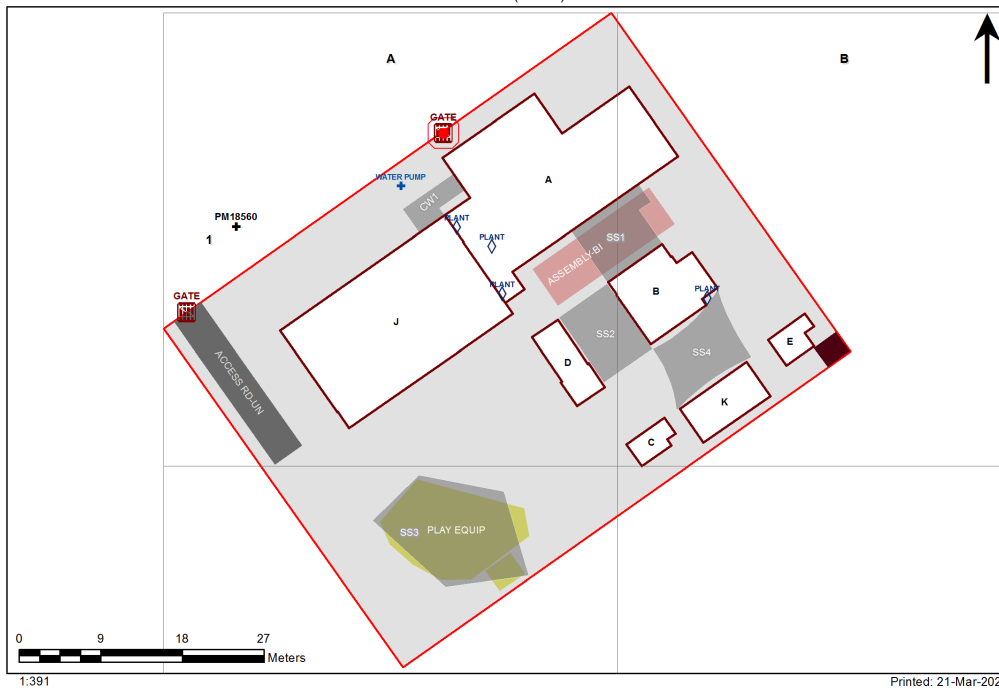 A
B
GATE
A
WATER PUMP
CW1
PM18560
1
PLANT
PLANT
SS1
ASSEMBLY-BI
PLANT
PLANT
B
GATE
J
SS2
E
SS4
D
ACCESS RD-UN
K
C
SS3
PLAY EQUIP
0 9 18 27
Meters
1:391
Printed: 21-Mar-202